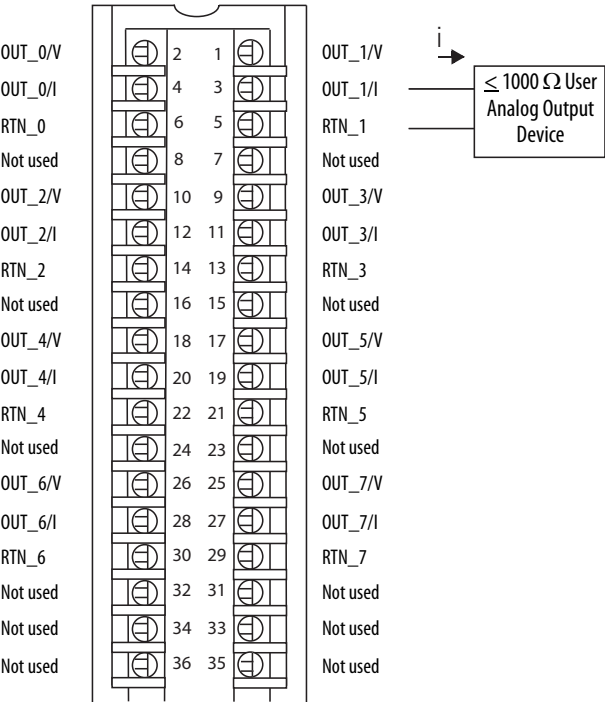 i
OUT_0/V 2 1 OUT_1/V
OUT_0/I 4 3 OUT_1/I
≤ 1000 Ω User
Analog Output
Device
RTN_0 6 5 RTN_1
Not used 8 7 Not used
OUT_2/V 10 9 OUT_3/V
OUT_2/I 12 11 OUT_3/I
RTN_2 14 13 RTN_3
Not used 16 15 Not used
OUT_4/V 18 17 OUT_5/V
OUT_4/I 20 19 OUT_5/I
RTN_4 22 21 RTN_5
Not used 24 23 Not used
OUT_6/V 26 25 OUT_7/V
OUT_6/I 28 27 OUT_7/I
RTN_6 30 29 RTN_7
Not used 32 31 Not used
Not used 34 33 Not used
Not used 36 35 Not used